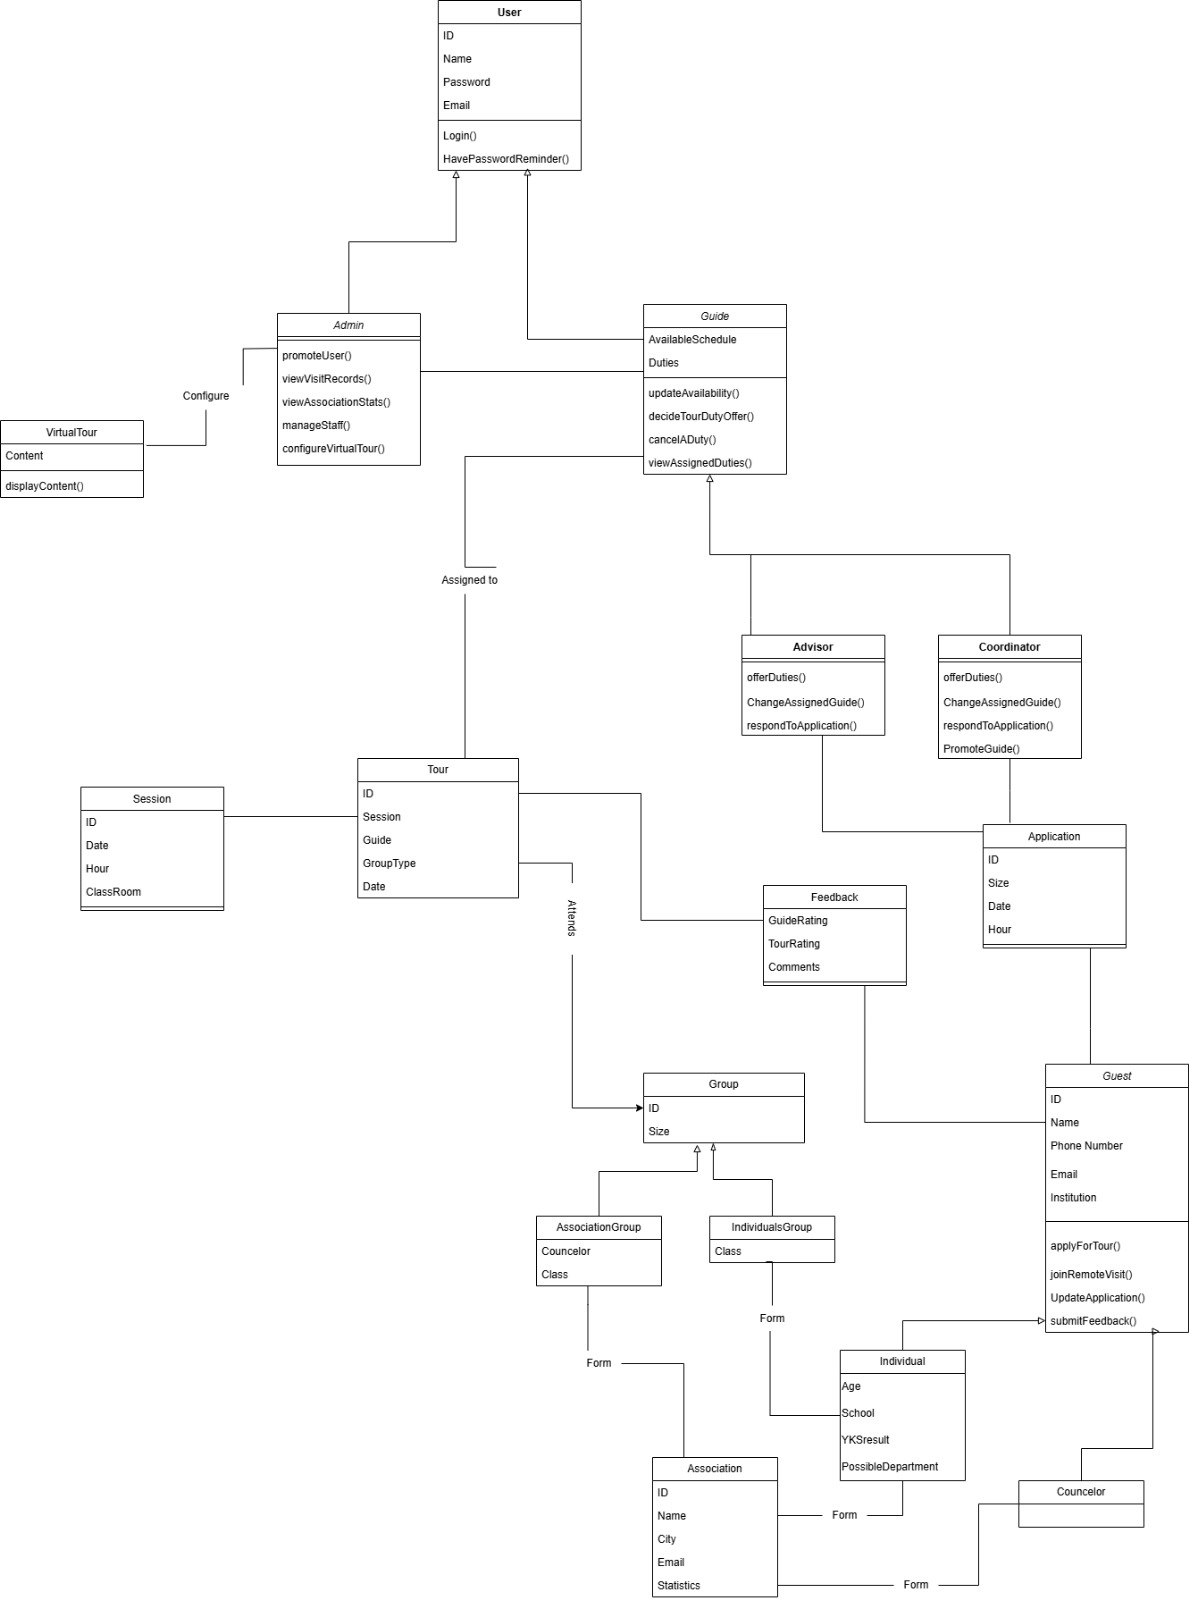 User
ID
Name
Password
Email
Login()
HavePasswordReminder()
Admin
promoteUser()
viewVisitRecords()
viewAssociationStats()
manageStaff()
configureVirtualTour()
Guide
AvailableSchedule
Duties
updateAvailability()
decideTourDutyOffer()
cancelADuty()
viewAssignedDuties()
Configure
VirtualTour
Content
displayContent()
Assigned to
Advisor
offerDuties()
ChangeAssignedGuide()
respondToApplication()
Coordinator
offerDuties()
ChangeAssignedGuide()
respondToApplication()
PromoteGuide()
Session
ID
Date
Hour
ClassRoom
Tour
ID
Session
Guide
GroupType
Date
Attends
Feedback
GuideRating
TourRating
Comments
Application
ID
Size
Date
Hour
Group
ID
Size
Guest
ID
Name
Phone Number
Email
Institution
applyForTour()
joinRemoteVisit()
UpdateApplication()
submitFeedback()
AssociationGroup
Councelor
Class
IndividualsGroup
Class
Form
Form
Individual
Age
School
YKSresult
PossibleDepartment
Association
ID
Name
City
Email
Statistics
Form
Form
Councelor